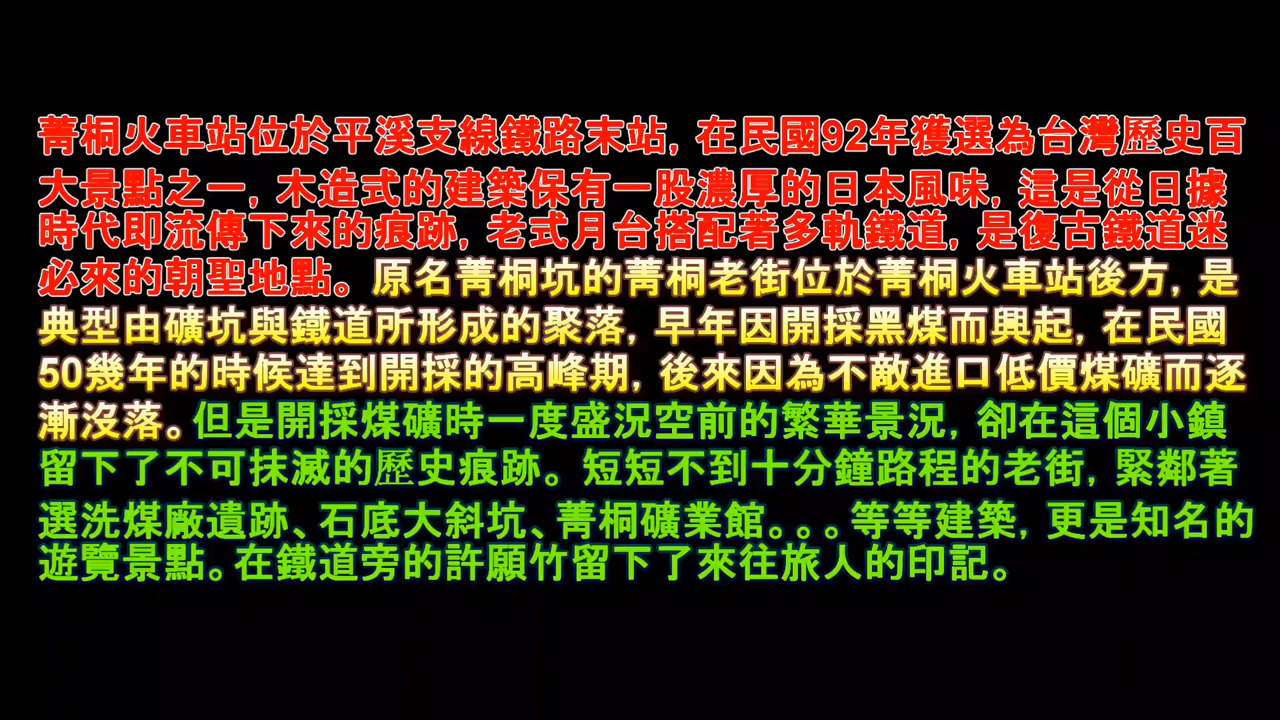 菁桐火車站位於平溪支線鐵路末站，在民國92年獲選為台灣歷史百
大景點之一，木造式的建築保有一股濃厚的日本風味，這是從日據
時代即流傳下來的痕跡，老式月台搭配著多軌鐵道，是復古鐵道迷
必來的朝聖地點。原名菁桐坑的菁桐老街位於菁桐火車站後方，是
典型由礦坑與鐵道所形成的聚落，早年因開採黑煤而興起，在民國
50幾年的時候達到開採的高峰期，後來因為不敵進口低價煤礦而逐
漸沒落。但是開採煤礦時一度盛況空前的繁華景況，卻在這個小鎮
留下了不可抹滅的歷史痕跡。短短不到十分鐘路程的老街，緊鄰著
選洗煤廠遺跡、石底大斜坑、菁桐礦業館。。。等等建築，更是知名的
遊覽景點。在鐵道旁的許願竹留下了來往旅人的印記。